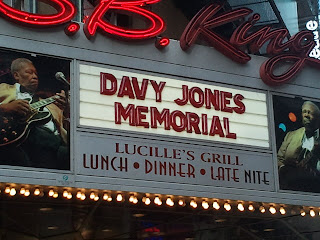 B.B. King
DAVY JONES
MEMORIAL
LUCILLE'S GRILL
LUNCH • DINNER • LATE NITE